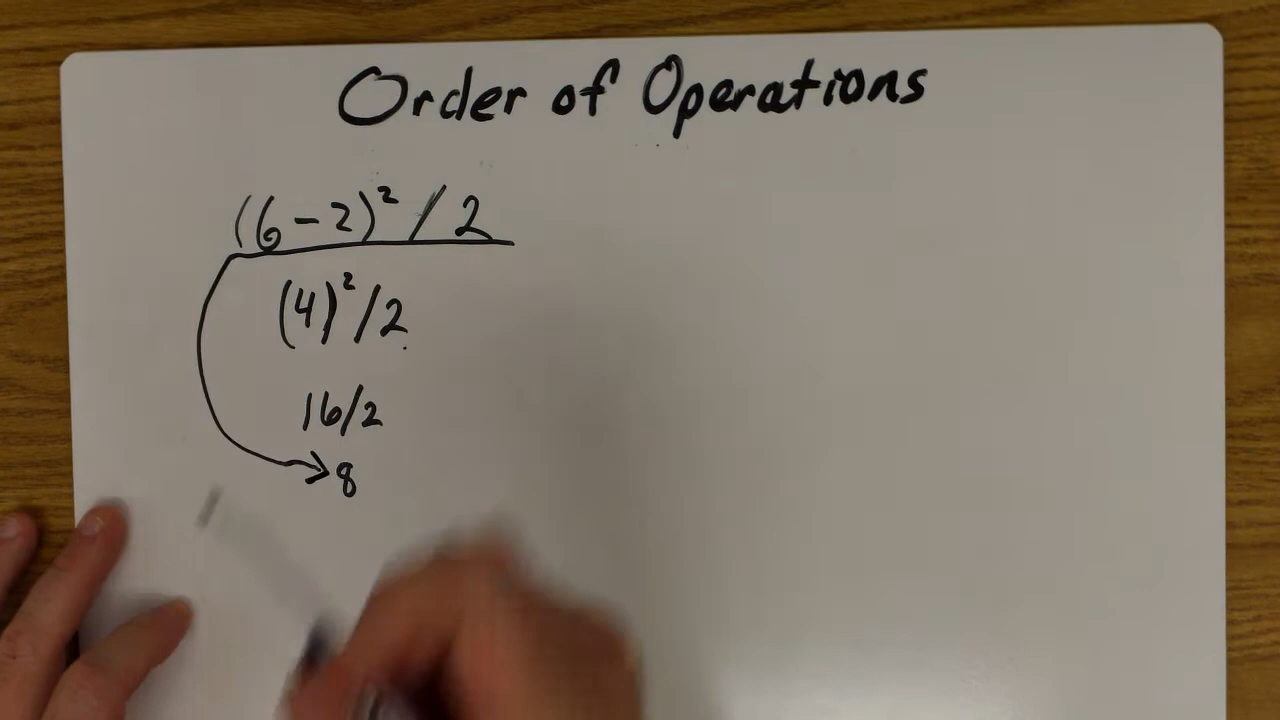 Order of Operations
(6-2)² / 2
(4)²/2
16/2
8